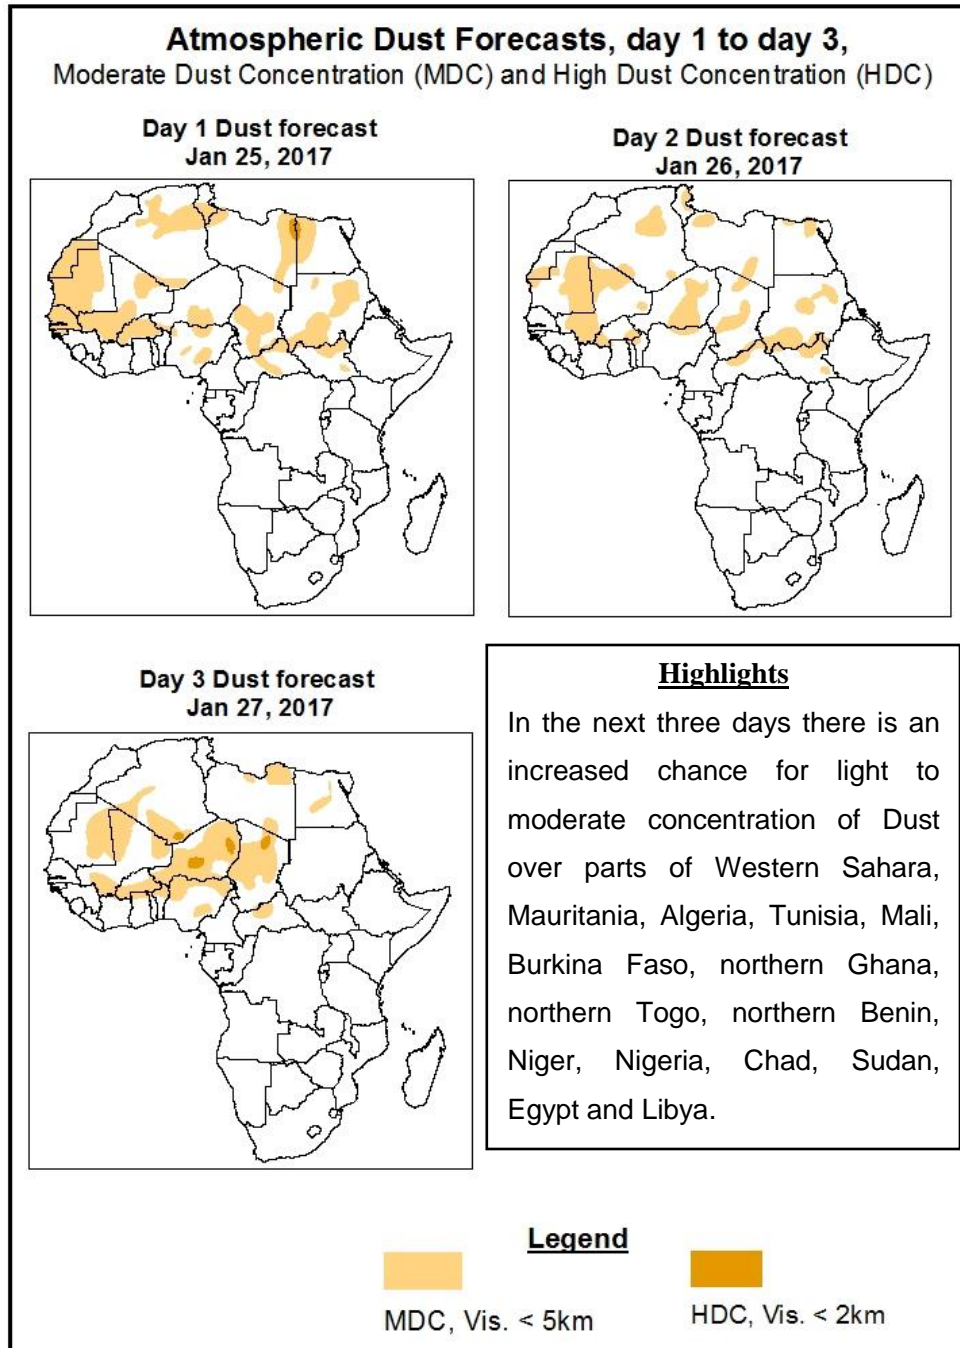 Atmospheric Dust Forecasts, day 1 to day 3,
Moderate Dust Concentration (MDC) and High Dust Concentration (HDC)
Day 1 Dust forecast
Jan 25, 2017
Day 2 Dust forecast
Jan 26, 2017
Day 3 Dust forecast
Jan 27, 2017
Highlights
In the next three days there is an
increased chance for light to
moderate concentration of Dust
over parts of Western Sahara,
Mauritania, Algeria, Tunisia, Mali,
Burkina Faso, northern Ghana,
northern Togo, northern Benin,
Niger, Nigeria, Chad, Sudan,
Egypt and Libya.
Legend
MDC, Vis. < 5km
HDC, Vis. < 2km